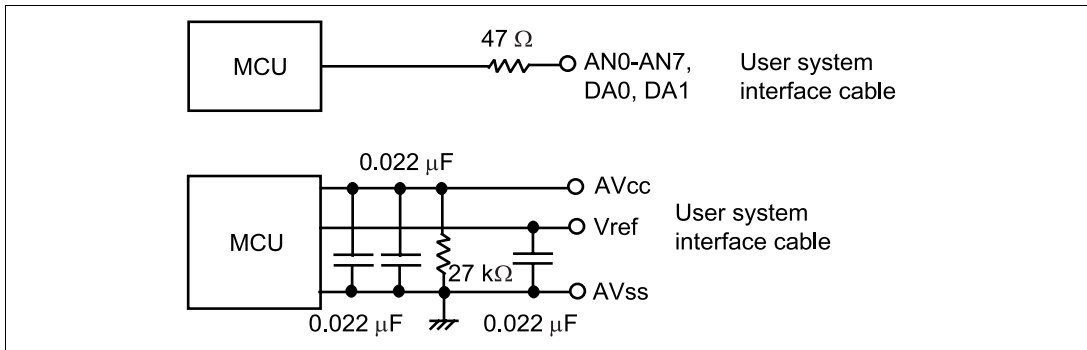 47 Ω
MCU
AN0-AN7,
DA0, DA1
User system
interface cable
0.022 μF
AVcc
MCU
Vref
User system
interface cable
27 kΩ
AVss
0.022 μF
0.022 μF